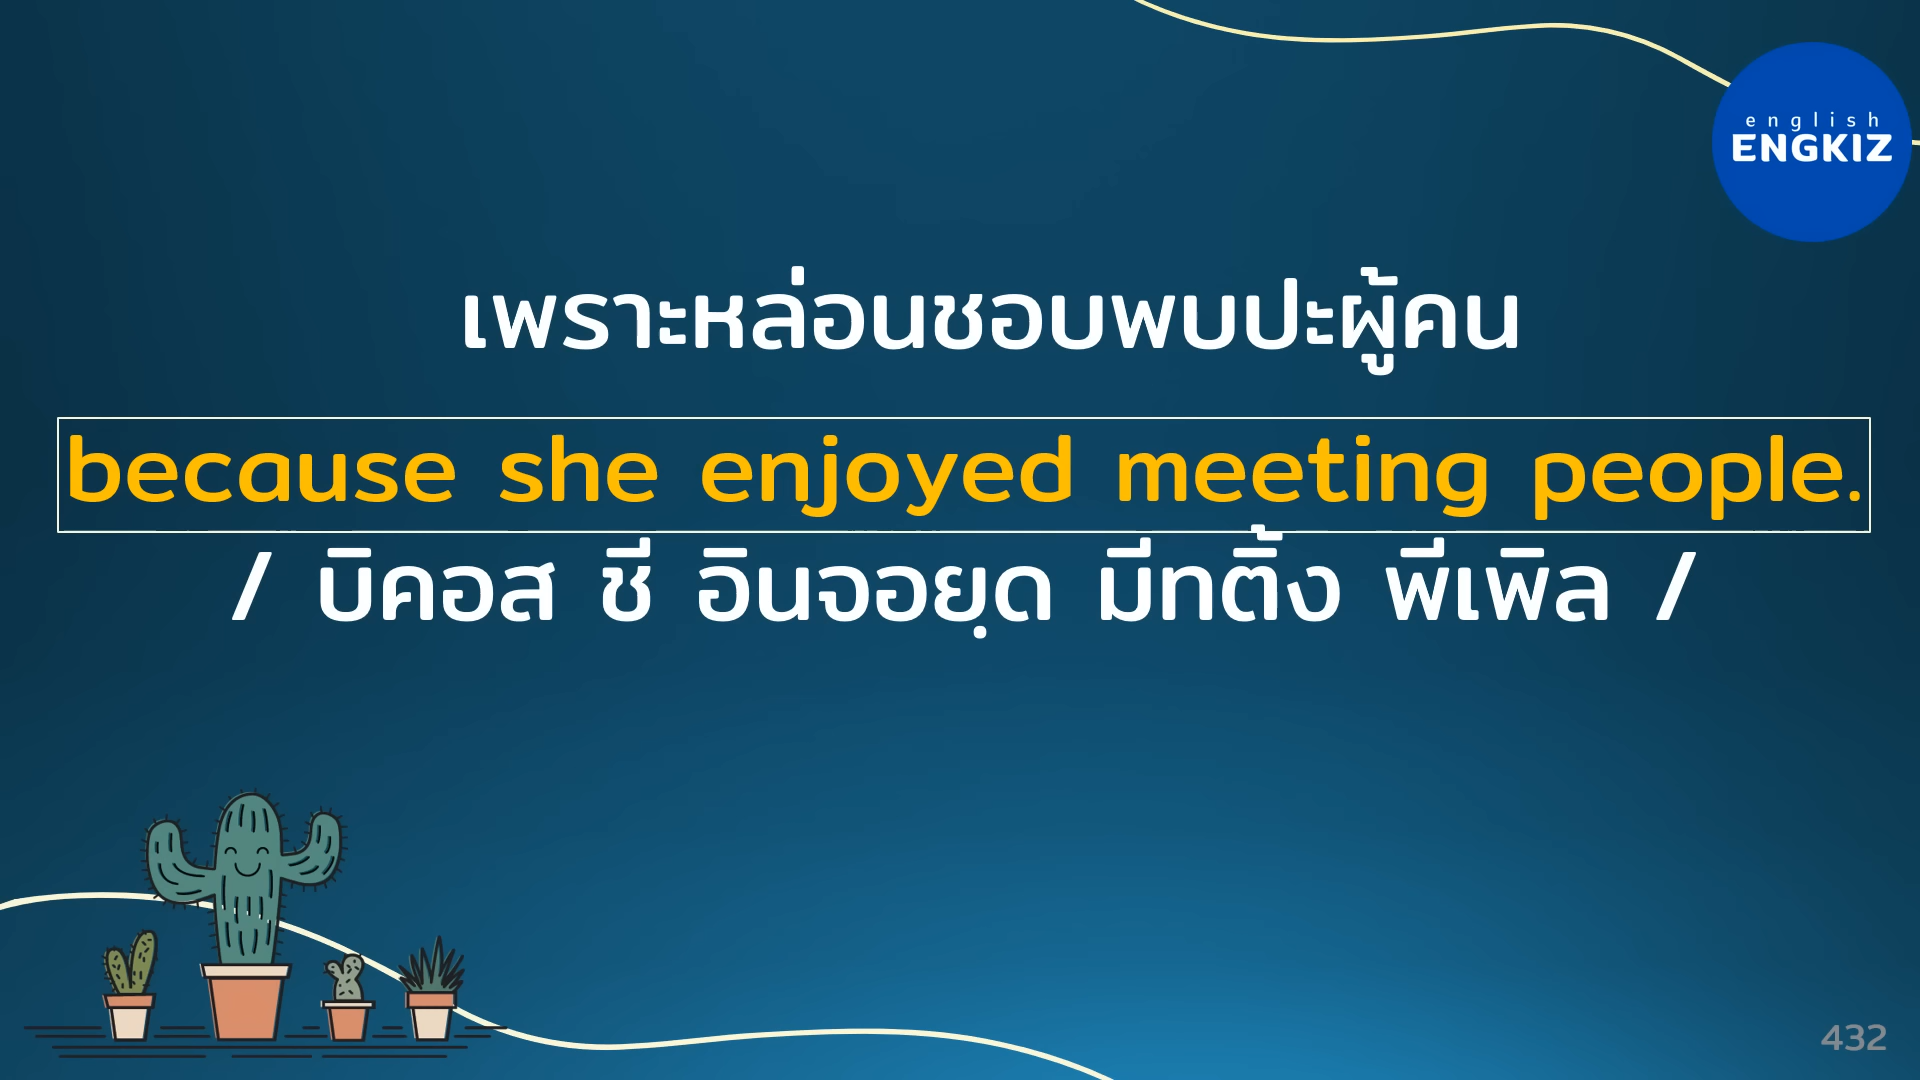 english
ENGKIZ
เพราะหล่อนชอบพบปะผู้คน
because she enjoyed meeting people.
/ บิคอส ชี อินจอยฺด มีทติ้ง พีเพิล /
432